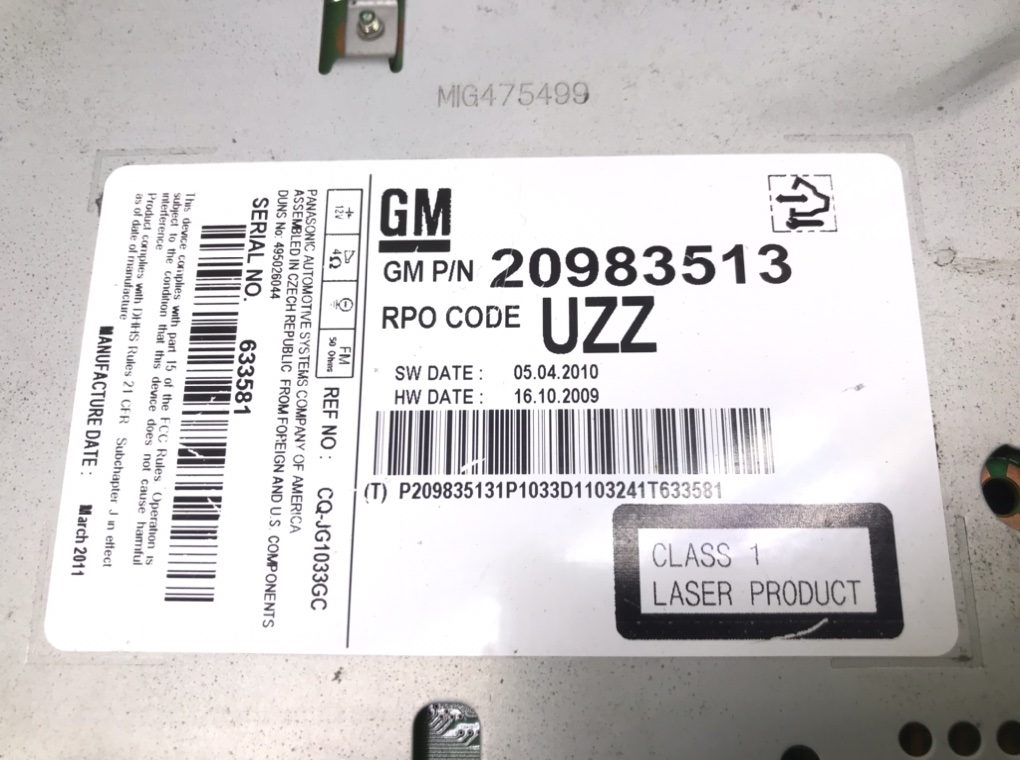 MIG475499
GM
GM P/N 20983513
RPO CODE UZZ
SW DATE : 05.04.2010
HW DATE : 16.10.2009
(T) P209835131P1033D1103241T633581
CLASS 1
LASER PRODUCT
12V
4Ω
FM
50 Ohms
REF NO : CQ-JG1033GC
PANASONIC AUTOMOTIVE SYSTEMS COMPANY OF AMERICA
ASSEMBLED IN CZECH REPUBLIC FROM FOREIGN AND U.S. COMPONENTS
DUNS No: 495026044
SERIAL NO. 633581
This device complies with part 15 of the FCC Rules. Operation is
subject to the condition that this device does not cause harmful
interference
Product complies with DHHS Rules 21 CFR Subchapter J in effect
as of date of manufacture
MANUFACTURE DATE : March 2011